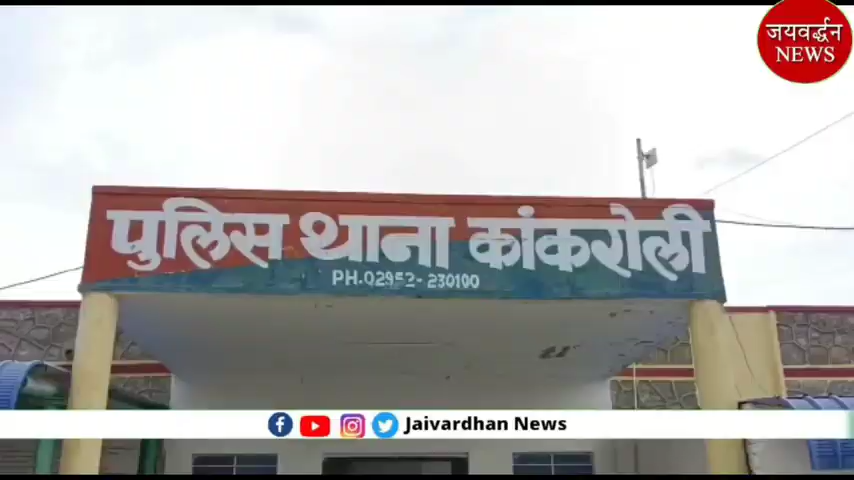 जयवर्द्धन
NEWS
पुलिस थाना कांकरोली
PH.02952-230100
Jaivardhan News